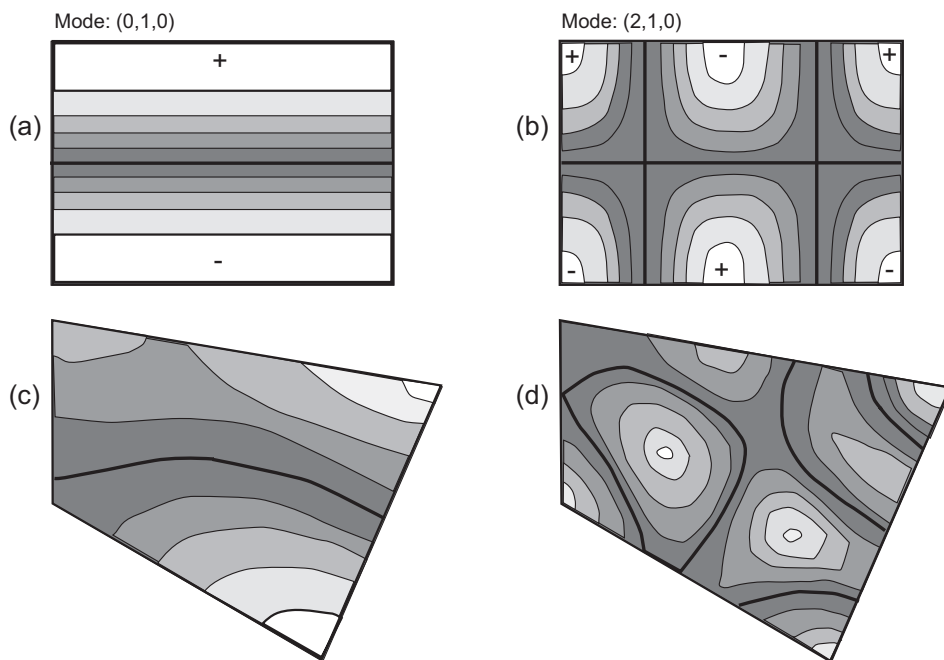 Mode: (0,1,0)
Mode: (2,1,0)
(a)
+
-
(b)
+ - +
- + -
(c)
(d)